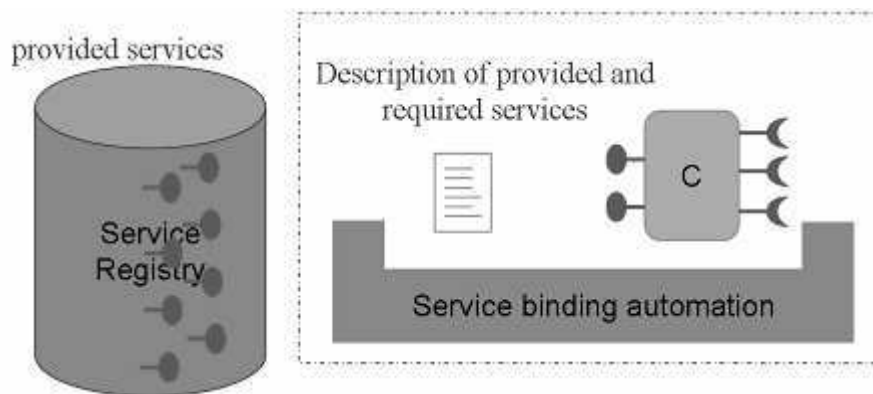 provided services
Service
Registry
Description of provided and
required services
C
Service binding automation